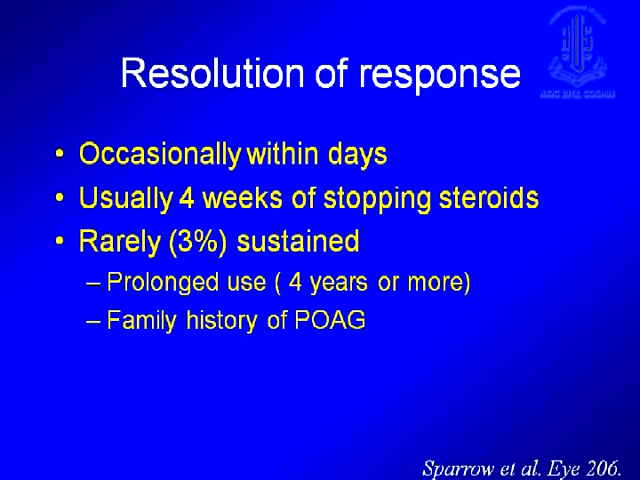 Resolution of response
• Occasionally within days
• Usually 4 weeks of stopping steroids
• Rarely (3%) sustained
– Prolonged use ( 4 years or more)
– Family history of POAG
Sparrow et al. Eye 206.